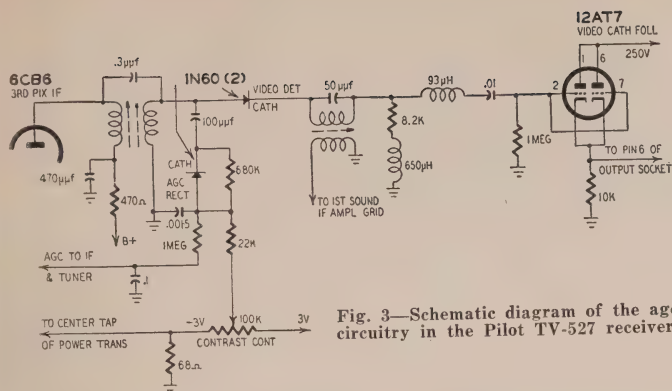 12AT7
VIDEO CATH FOLL
1 6
250V
2 7
6CB6
3RD PIX IF
.3µµf
1N60 (2)
VIDEO DET
CATH
50µµf
93µH
.01
100µµf
8.2K
1 MEG
CATH
AGC
RECT
680K
650µH
TO PIN 6 OF
OUTPUT SOCKET
470µµf
470Ω
TO 1ST SOUND
IF AMPL GRID
10K
B+
.0015
1MEG
22K
AGC TO IF
& TUNER
.1
TO CENTER TAP
OF POWER TRANS
-3V
100K
3V
CONTRAST CONT
68Ω
Fig. 3—Schematic diagram of the agc
circuitry in the Pilot TV-527 receiver